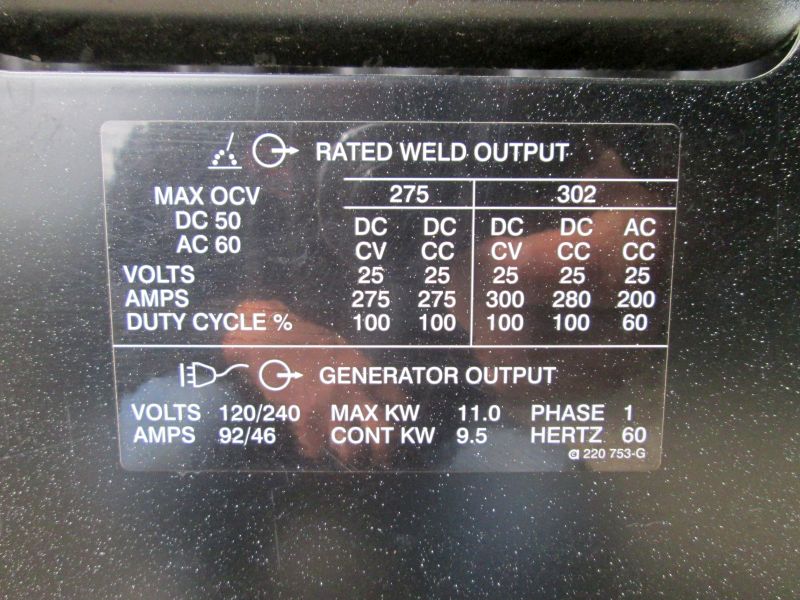 RATED WELD OUTPUT
MAX OCV 275 302
DC 50 DC DC DC DC AC
AC 60 CV CC CV CC CC
VOLTS 25 25 25 25 25
AMPS 275 275 300 280 200
DUTY CYCLE % 100 100 100 100 60
GENERATOR OUTPUT
VOLTS 120/240 MAX KW 11.0 PHASE 1
AMPS 92/46 CONT KW 9.5 HERTZ 60
220 753-G